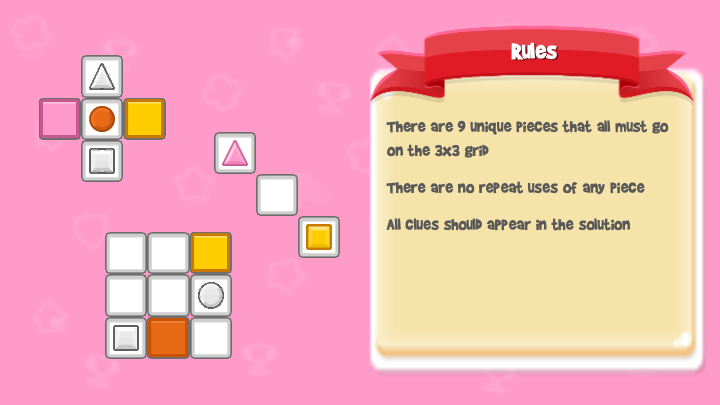 Rules
There are 9 unique pieces that all must go
on the 3x3 grid
There are no repeat uses of any piece
All clues should appear in the solution